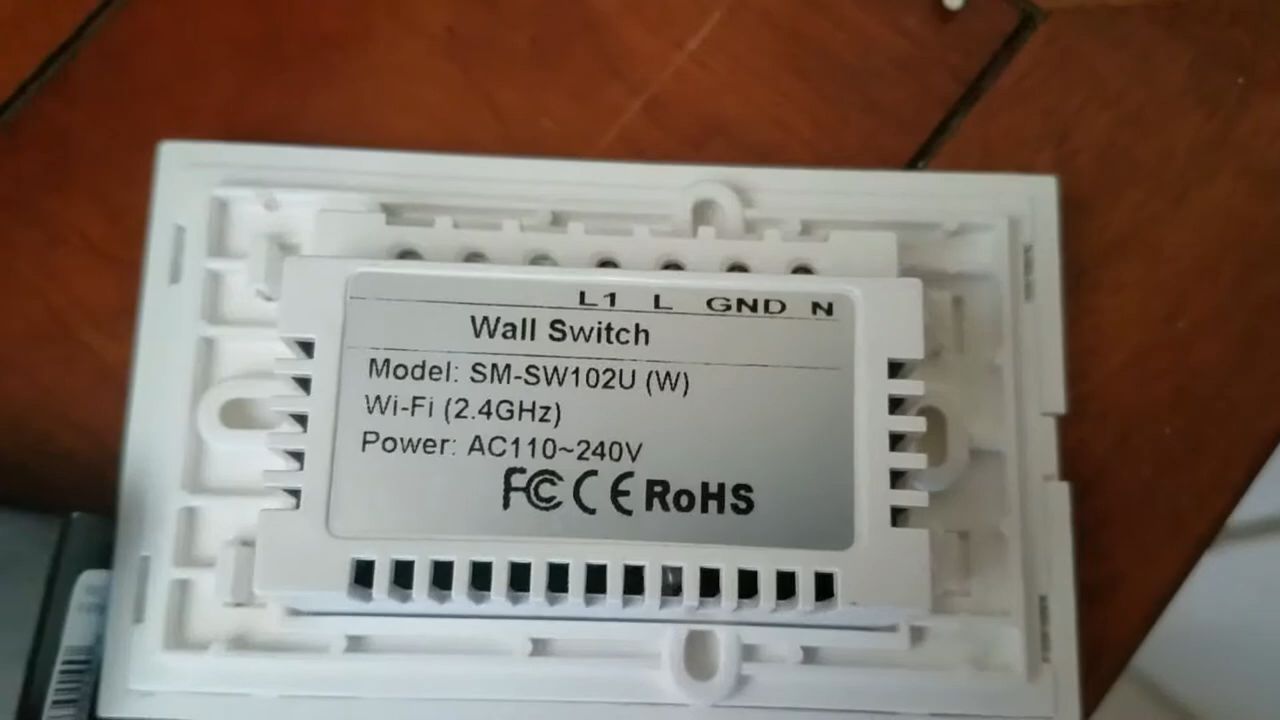 L1 L GND N
Wall Switch
Model: SM-SW102U (W)
Wi-Fi (2.4GHz)
Power: AC110~240V
FC CE RoHS